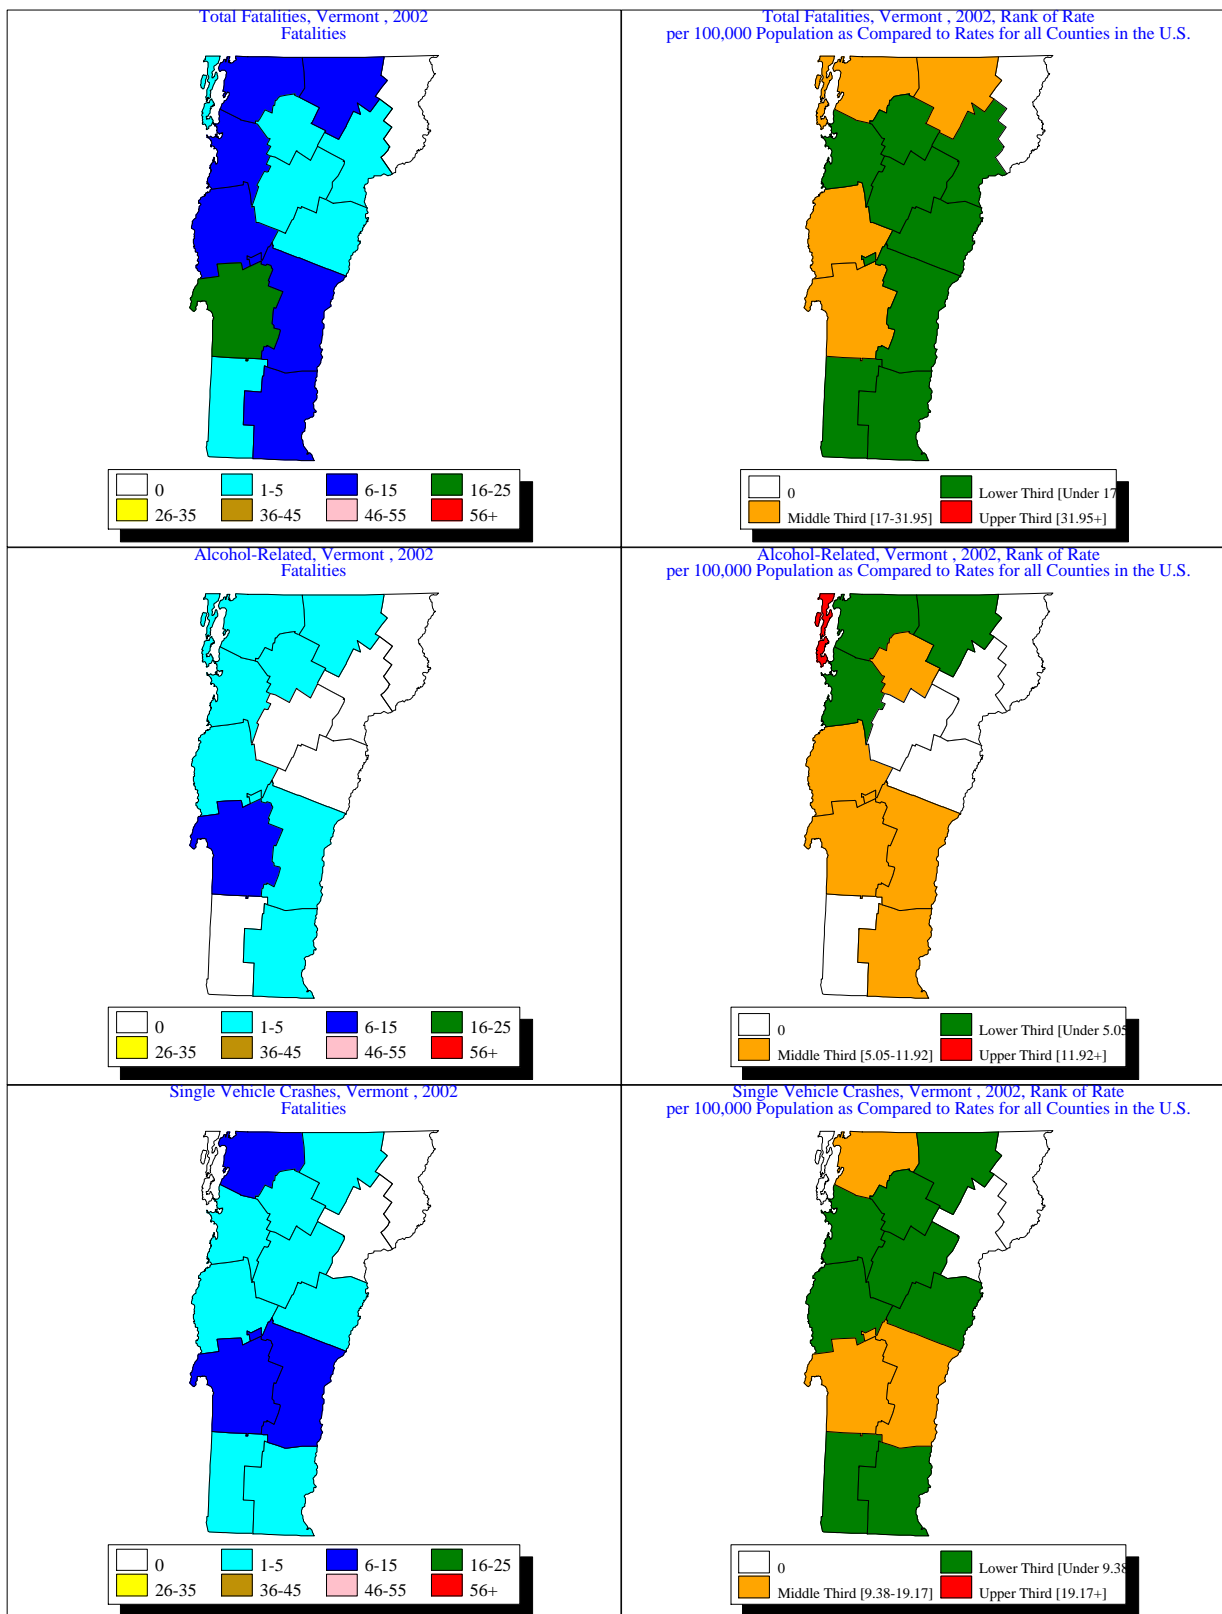 Total Fatalities, Vermont , 2002
Fatalities
0
1-5
6-15
16-25
26-35
36-45
46-55
56+
Total Fatalities, Vermont , 2002, Rank of Rate
per 100,000 Population as Compared to Rates for all Counties in the U.S.
0
Lower Third [Under 17
Middle Third [17-31.95]
Upper Third [31.95+]
Alcohol-Related, Vermont , 2002
Fatalities
0
1-5
6-15
16-25
26-35
36-45
46-55
56+
Alcohol-Related, Vermont , 2002, Rank of Rate
per 100,000 Population as Compared to Rates for all Counties in the U.S.
0
Lower Third [Under 5.05
Middle Third [5.05-11.92]
Upper Third [11.92+]
Single Vehicle Crashes, Vermont , 2002
Fatalities
0
1-5
6-15
16-25
26-35
36-45
46-55
56+
Single Vehicle Crashes, Vermont , 2002, Rank of Rate
per 100,000 Population as Compared to Rates for all Counties in the U.S.
0
Lower Third [Under 9.38
Middle Third [9.38-19.17]
Upper Third [19.17+]